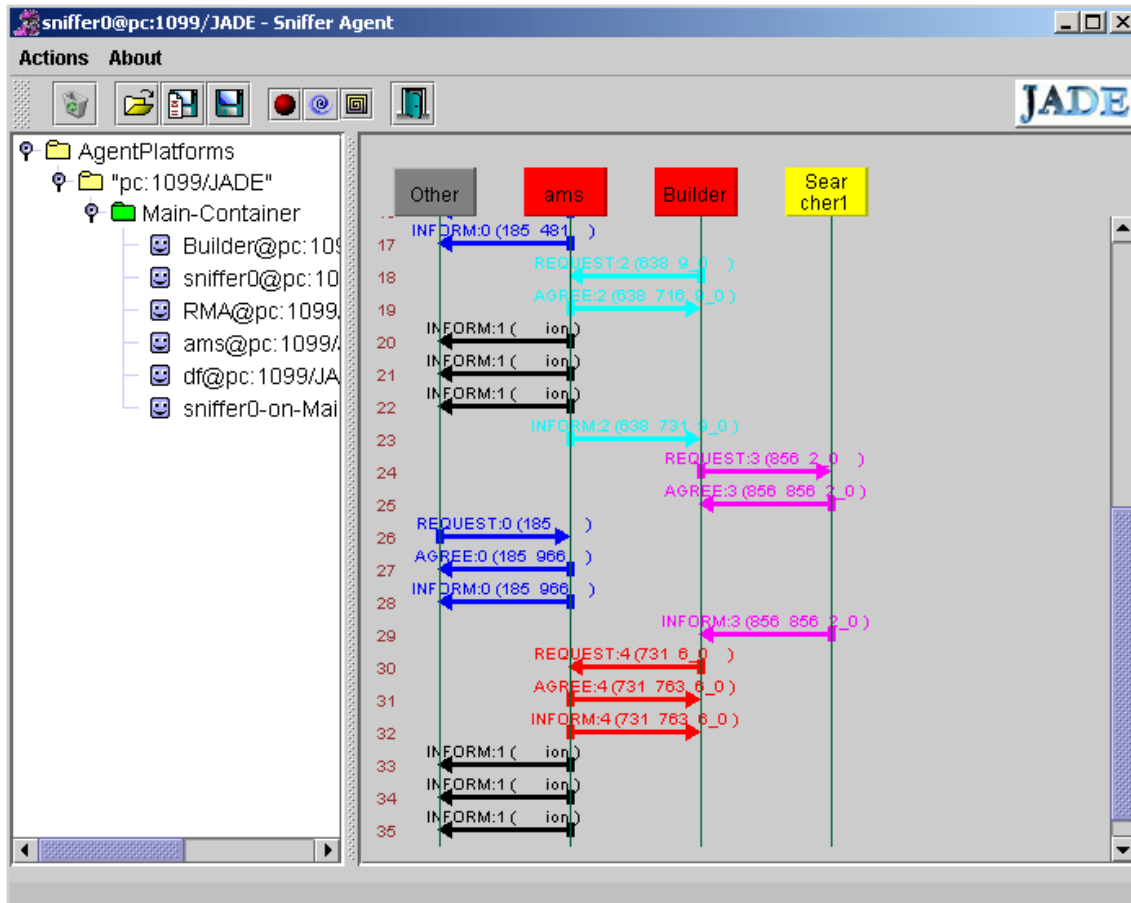 sniffer0@pc:1099/JADE - Sniffer Agent
Actions About
JADE
AgentPlatforms
"pc:1099/JADE"
Main-Container
Builder@pc:109
sniffer0@pc:10
RMA@pc:1099
ams@pc:1099/
df@pc:1099/JA
sniffer0-on-Mai
Other
ams
Builder
Sear
cher1
17 INFORM:0 (185 481 )
18 REQUEST:2 (638 9_0 )
19 AGREE:2 (638 716 9_0)
20 INFORM:1 ( ion)
21 INFORM:1 ( ion)
22 INFORM:1 ( ion)
23 INFORM:2 (638 731 9_0)
24 REQUEST:3 (856 2_0 )
25 AGREE:3 (856 856 2_0)
26 REQUEST:0 (185 )
27 AGREE:0 (185 966 )
28 INFORM:0 (185 966 )
29 INFORM:3 (856 856 2_0)
30 REQUEST:4 (731 6_0 )
31 AGREE:4 (731 763 6_0)
32 INFORM:4 (731 763 6_0)
33 INFORM:1 ( ion)
34 INFORM:1 ( ion)
35 INFORM:1 ( ion)